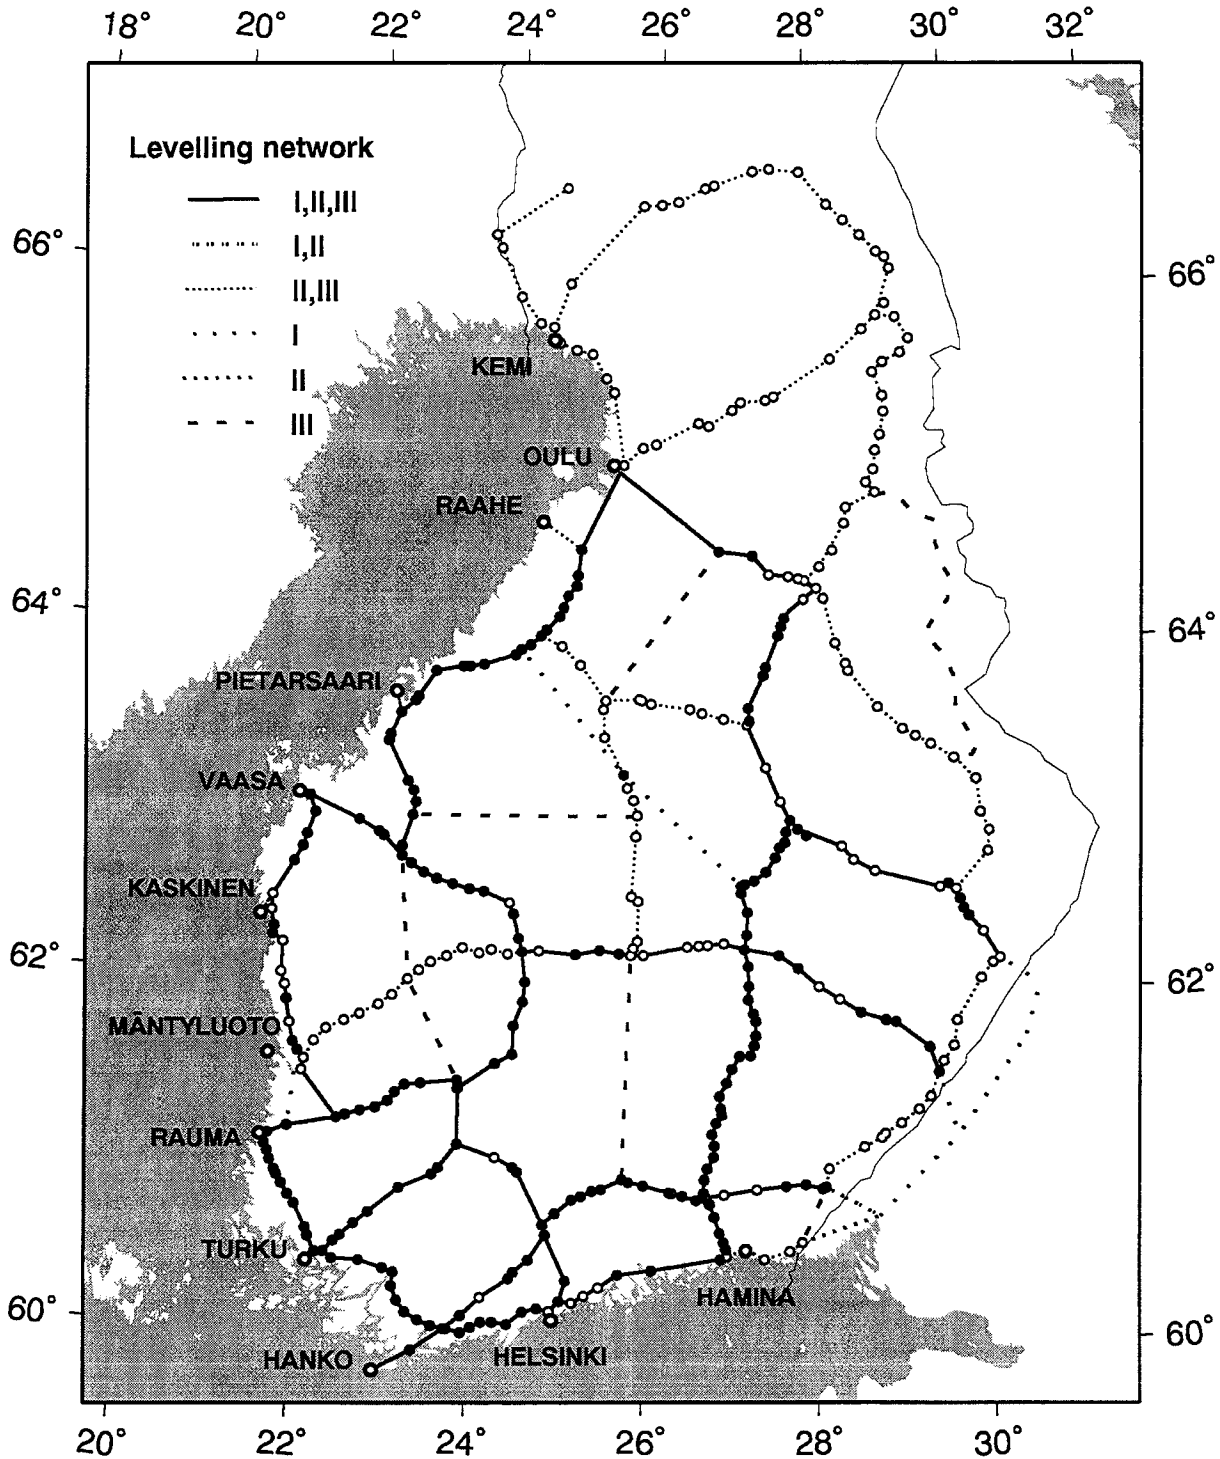 18° 20° 22° 24° 26° 28° 30° 32°
Levelling network
I,II,III
I,II
II,III
I
II
III
66° 66°
KEMI
OULU
RAAHE
64° 64°
PIETARSAARI
VAASA
KASKINEN
62° 62°
MÄNTYLUOTO
RAUMA
TURKU
HAMINA
60° 60°
HANKO HELSINKI
20° 22° 24° 26° 28° 30°